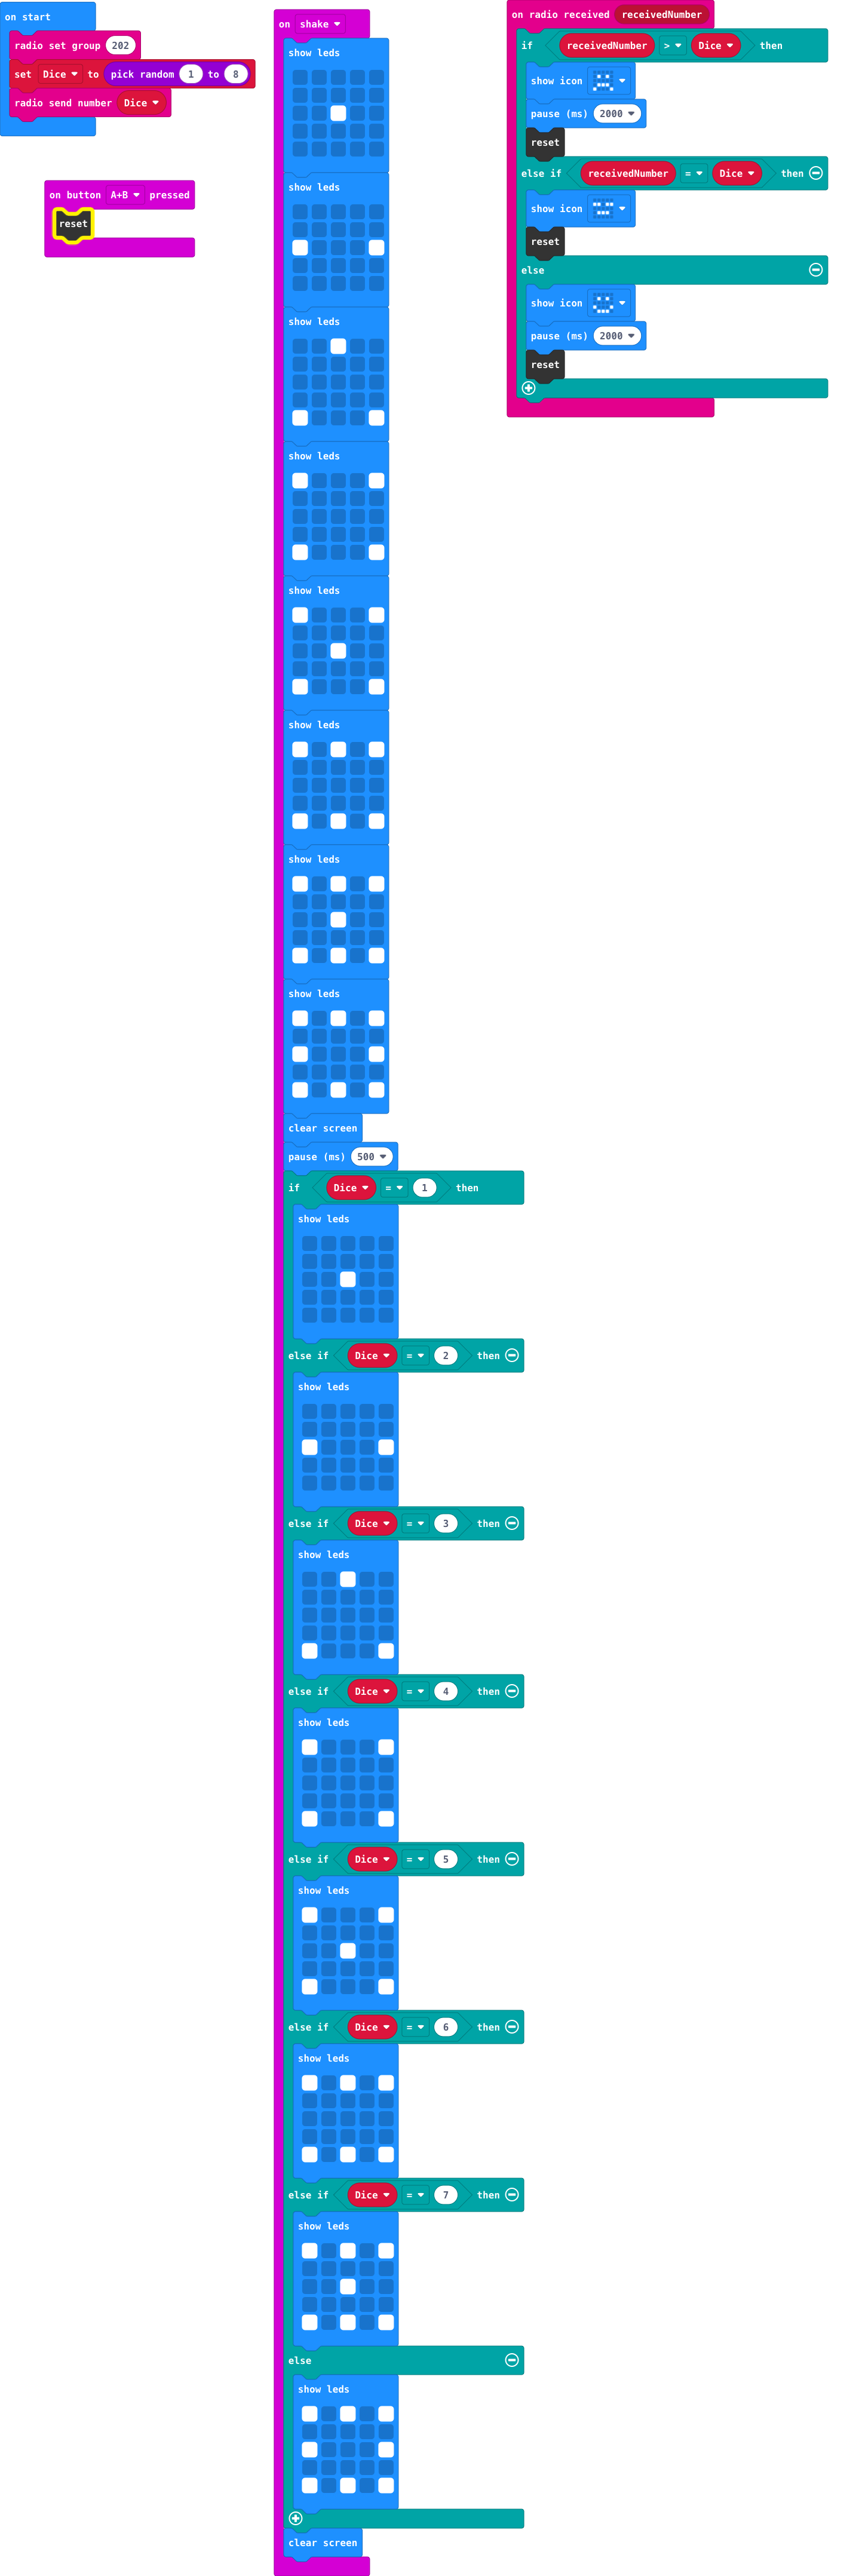 on start
radio set group 202
set Dice to pick random 1 to 8
radio send number Dice
on button A+B pressed
reset
on shake
show leds
show leds
show leds
show leds
show leds
show leds
show leds
show leds
clear screen
pause (ms) 500
if Dice = 1 then
show leds
else if Dice = 2 then
show leds
else if Dice = 3 then
show leds
else if Dice = 4 then
show leds
else if Dice = 5 then
show leds
else if Dice = 6 then
show leds
else if Dice = 7 then
show leds
else
show leds
clear screen
on radio received receivedNumber
if receivedNumber > Dice then
show icon
pause (ms) 2000
reset
else if receivedNumber = Dice then
show icon
reset
else
show icon
pause (ms) 2000
reset